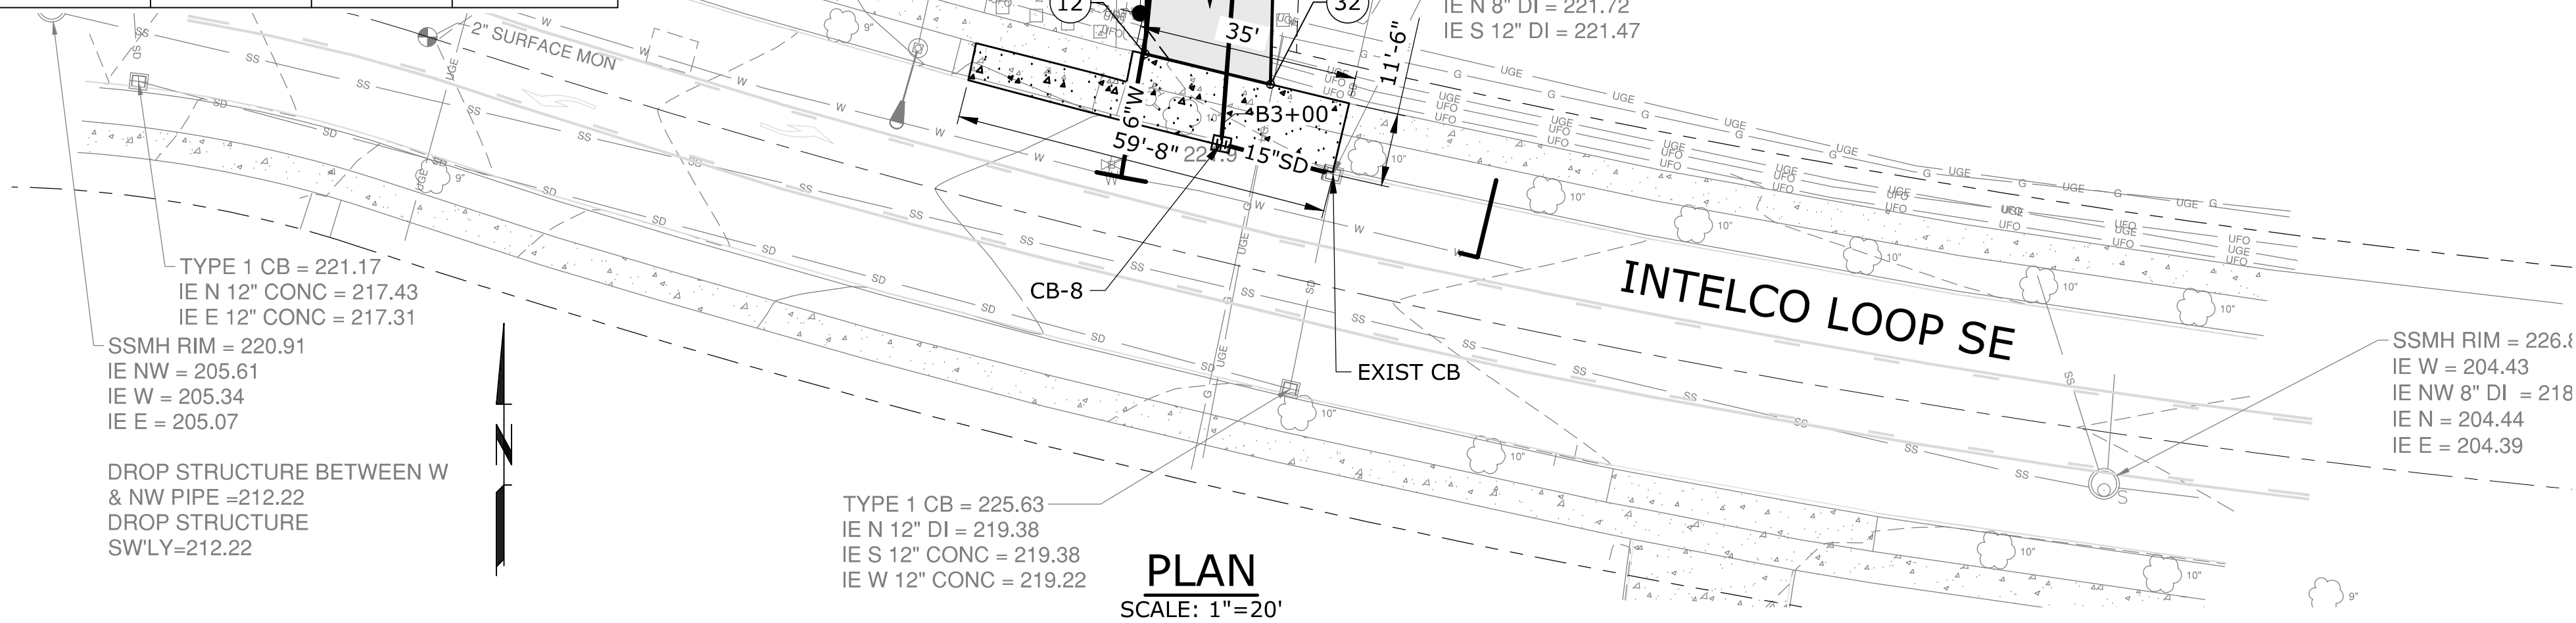 12
32
IE N 8" DI = 221.72
IE S 12" DI = 221.47
2" SURFACE MON
35'
11'-6"
6"W
B3+00
59'-8"
15"SD
CB-8
EXIST CB
INTELCO LOOP SE
TYPE 1 CB = 221.17
IE N 12" CONC = 217.43
IE E 12" CONC = 217.31
SSMH RIM = 220.91
IE NW = 205.61
IE W = 205.34
IE E = 205.07
DROP STRUCTURE BETWEEN W
& NW PIPE =212.22
DROP STRUCTURE
SW'LY=212.22
N
TYPE 1 CB = 225.63
IE N 12" DI = 219.38
IE S 12" CONC = 219.38
IE W 12" CONC = 219.22
SSMH RIM = 226.8
IE W = 204.43
IE NW 8" DI = 218
IE N = 204.44
IE E = 204.39
PLAN
SCALE: 1"=20'